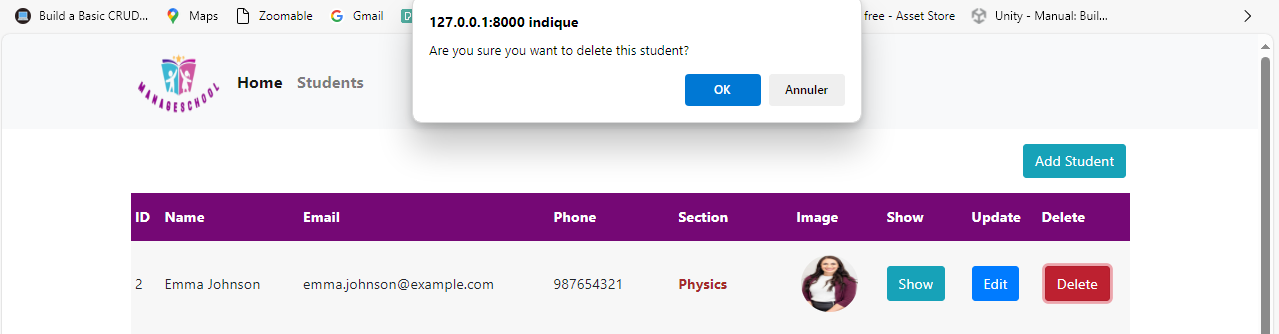 Build a Basic CRUD... Maps Zoomable Gmail free - Asset Store Unity - Manual: Buil...
127.0.0.1:8000 indique
Are you sure you want to delete this student?
OK Annuler
MANAGESCHOOL
Home Students
Add Student
ID Name Email Phone Section Image Show Update Delete
2 Emma Johnson emma.johnson@example.com 987654321 Physics Show Edit Delete